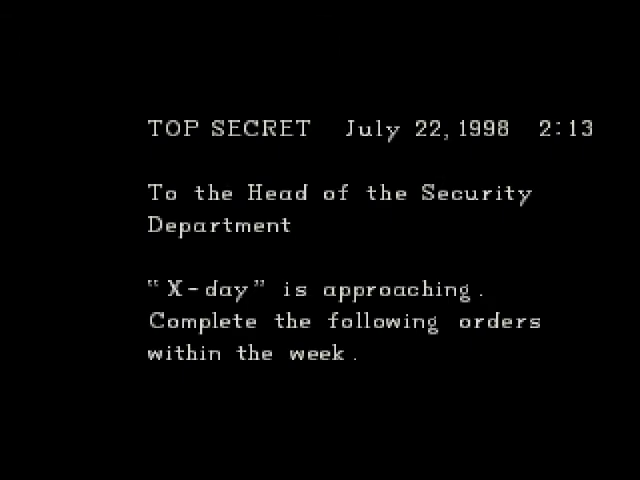 TOP SECRET July 22, 1998 2:13
To the Head of the Security
Department
"X-day" is approaching.
Complete the following orders
within the week.